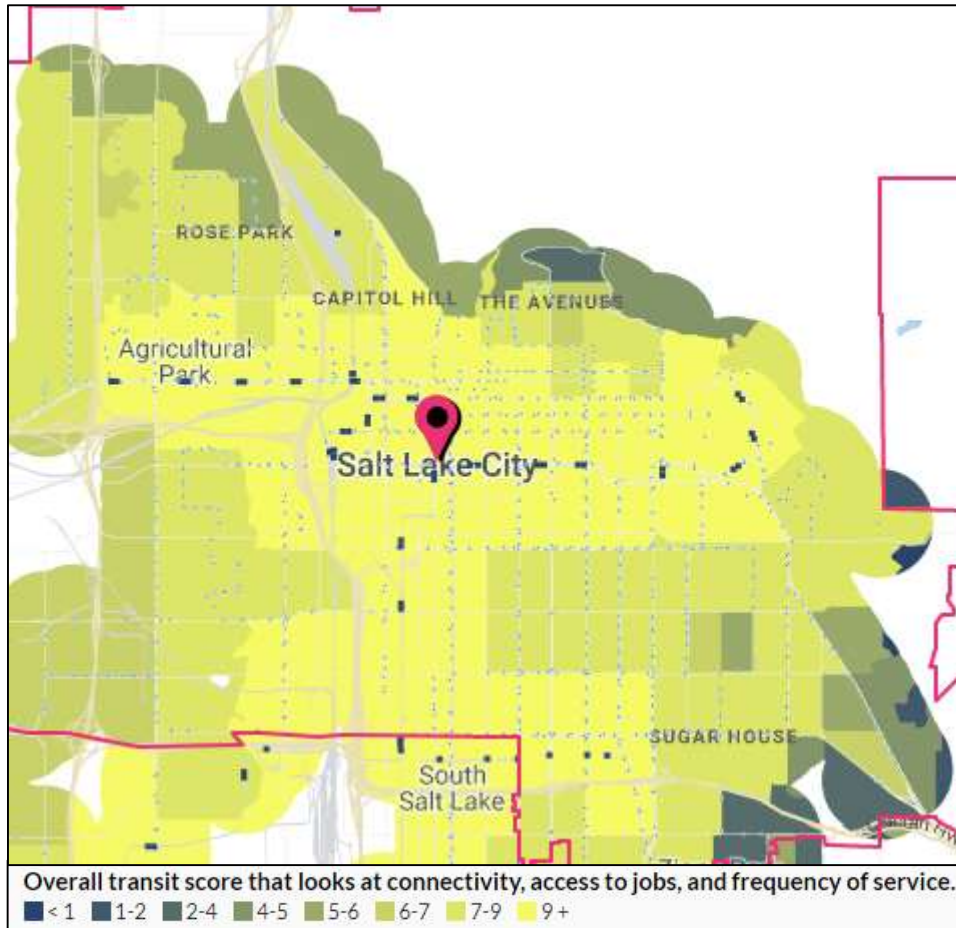 ROSE PARK
CAPITOL HILL
THE AVENUES
Agricultural
Park
Salt Lake City
SUGAR HOUSE
South
Salt Lake
Overall transit score that looks at connectivity, access to jobs, and frequency of service.
< 1 1-2 2-4 4-5 5-6 6-7 7-9 9 +